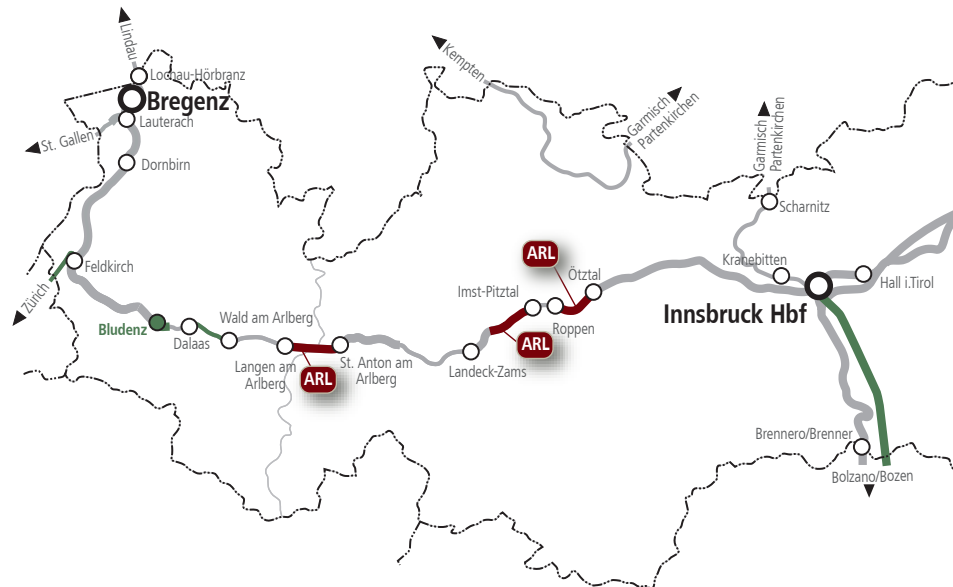 Lindau
Lochau-Hörbranz
Bregenz
St. Gallen
Lauterach
Dornbirn
Feldkirch
Zürich
Bludenz
Dalaas
Wald am Arlberg
Langen am
Arlberg
ARL
St. Anton am
Arlberg
Kempten
Garmisch
Partenkirchen
Garmisch
Partenkirchen
Scharnitz
Kranebitten
Hall i.Tirol
Innsbruck Hbf
ARL
Ötztal
Imst-Pitztal
Roppen
ARL
Landeck-Zams
Brennero/Brenner
Bolzano/Bozen